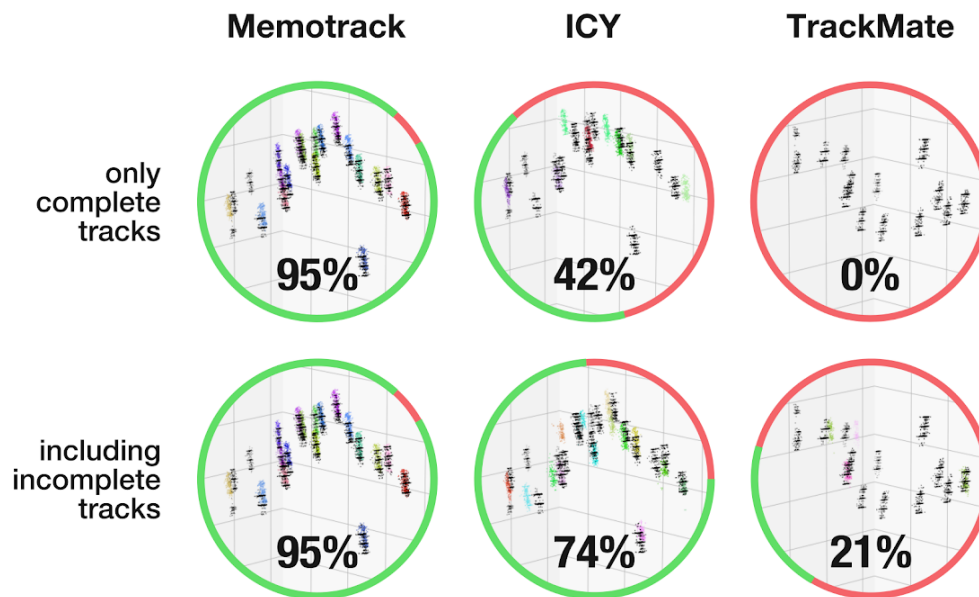 Memotrack ICY TrackMate
only
complete
tracks
95% 42% 0%
including
incomplete
tracks
95% 74% 21%